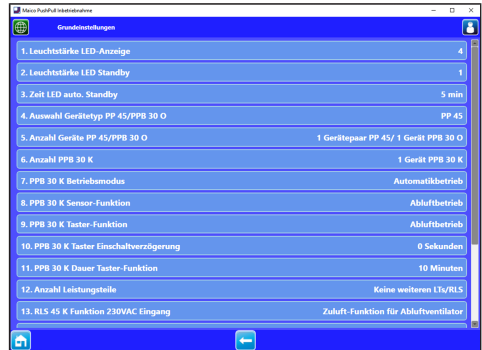 Maico PushPull Inbetriebnahme
Grundeinstellungen
1. Leuchtstärke LED-Anzeige 4
2. Leuchtstärke LED Standby 1
3. Zeit LED auto. Standby 5 min
4. Auswahl Gerätetyp PP 45/PPB 30 O PP 45
5. Anzahl Geräte PP 45/PPB 30 O 1 Gerätepaar PP 45/ 1 Gerät PPB 30 O
6. Anzahl PPB 30 K 1 Gerät PPB 30 K
7. PPB 30 K Betriebsmodus Automatikbetrieb
8. PPB 30 K Sensor-Funktion Abluftbetrieb
9. PPB 30 K Taster-Funktion Abluftbetrieb
10. PPB 30 K Taster Einschaltverzögerung 0 Sekunden
11. PPB 30 K Dauer Taster-Funktion 10 Minuten
12. Anzahl Leistungsteile Keine weiteren LTs/RLS
13. RLS 45 K Funktion 230VAC Eingang Zuluft-Funktion für Abluftventilator